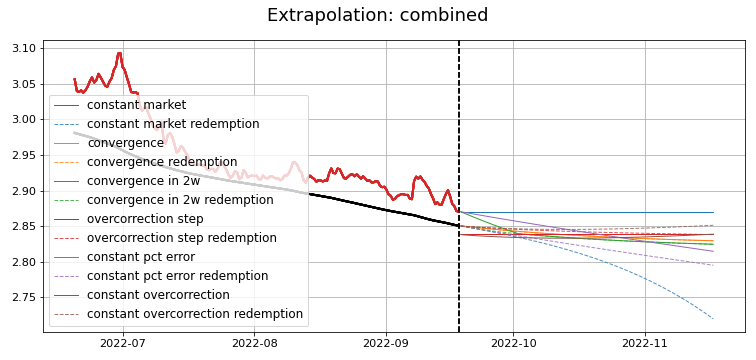 Extrapolation: combined
3.10
3.05
3.00
2.95
2.90
2.85
2.80
2.75
constant market
constant market redemption
convergence
convergence redemption
convergence in 2w
convergence in 2w redemption
overcorrection step
overcorrection step redemption
constant pct error
constant pct error redemption
constant overcorrection
constant overcorrection redemption
2022-07 2022-08 2022-09 2022-10 2022-11